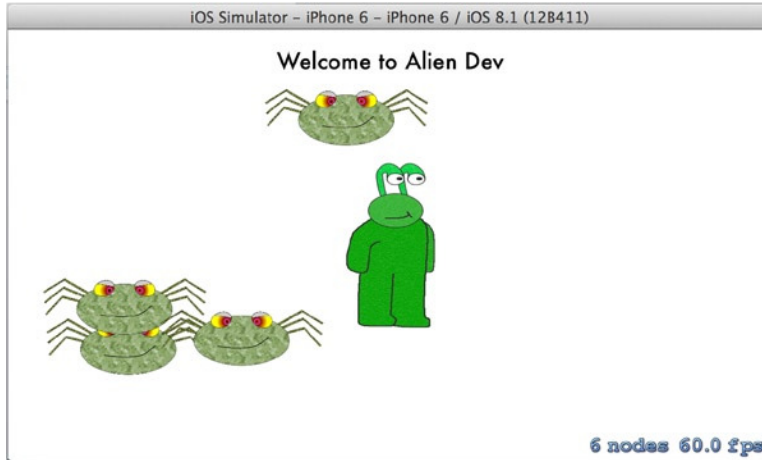 iOS Simulator – iPhone 6 – iPhone 6 / iOS 8.1 (12B411)
Welcome to Alien Dev
6 nodes 60.0 fps